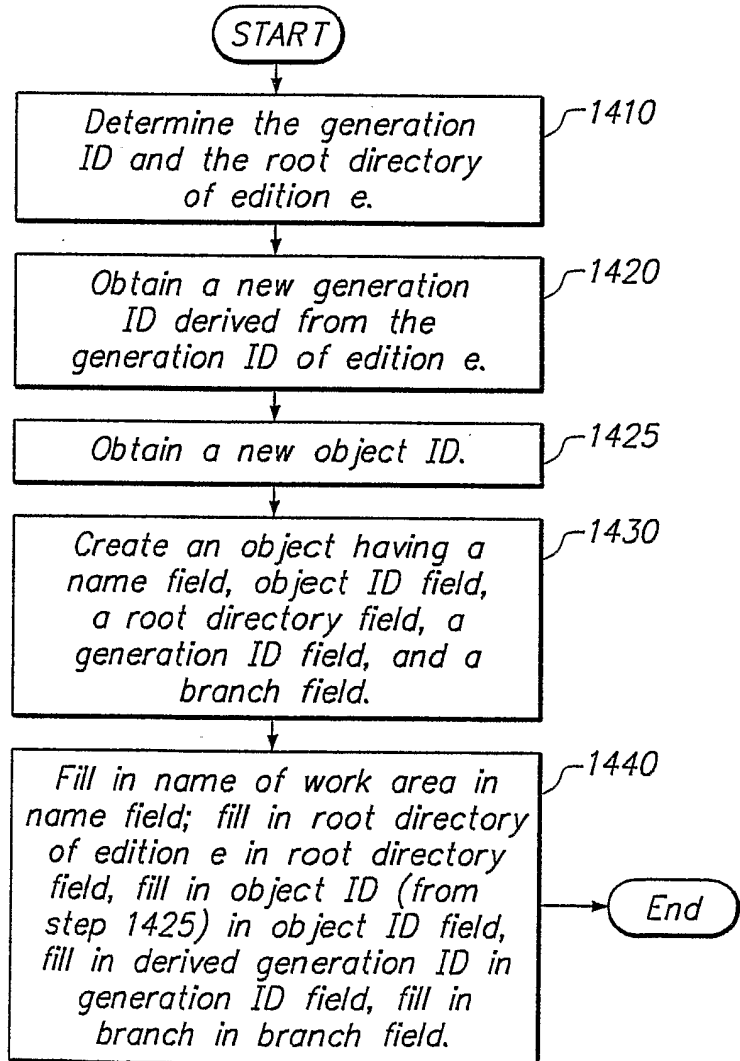 START
Determine the generation
ID and the root directory
of edition e.
1410
Obtain a new generation
ID derived from the
generation ID of edition e.
1420
Obtain a new object ID.
1425
Create an object having a
name field, object ID field,
a root directory field, a
generation ID field, and a
branch field.
1430
Fill in name of work area in
name field; fill in root directory
of edition e in root directory
field, fill in object ID (from
step 1425) in object ID field,
fill in derived generation ID in
generation ID field, fill in
branch in branch field.
1440
End